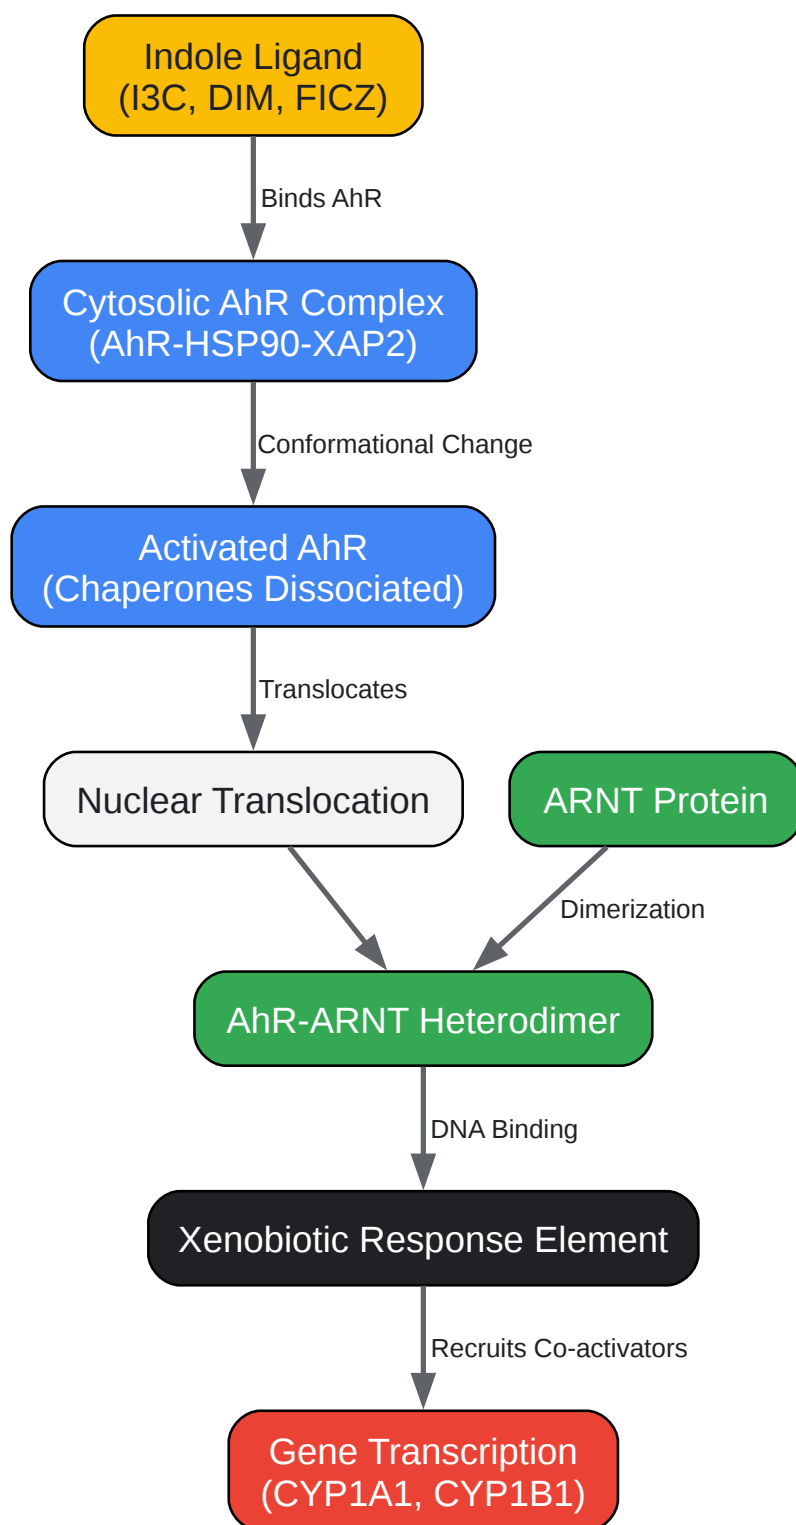 Indole Ligand
(I3C, DIM, FICZ)
Binds AhR
Cytosolic AhR Complex
(AhR-HSP90-XAP2)
Conformational Change
Activated AhR
(Chaperones Dissociated)
Translocates
Nuclear Translocation
ARNT Protein
Dimerization
AhR-ARNT Heterodimer
DNA Binding
Xenobiotic Response Element
Recruits Co-activators
Gene Transcription
(CYP1A1, CYP1B1)